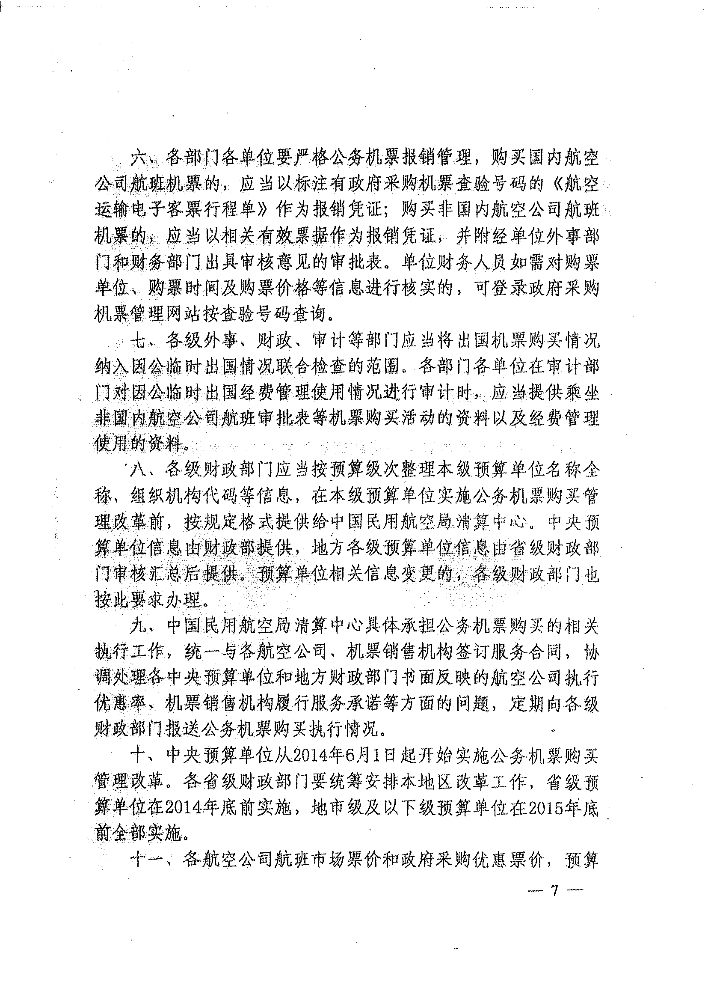 六、各部门各单位要严格公务机票报销管理，购买国内航空
公司航班机票的，应当以标注有政府采购机票查验号码的《航空
运输电子客票行程单》作为报销凭证；购买非国内航空公司航班
机票的，应当以相关有效票据作为报销凭证，并附经单位外事部
门和财务部门出具审核意见的审批表。单位财务人员如需对购票
单位、购票时间及购票价格等信息进行核实的，可登录政府采购
机票管理网站按查验号码查询。
七、各级外事、财政、审计等部门应当将出国机票购买情况
纳入因公临时出国情况联合检查的范围。各部门各单位在审计部
门对因公临时出国经费管理使用情况进行审计时，应当提供乘坐
非国内航空公司航班审批表等机票购买活动的资料以及经费管理
使用的资料。
八、各级财政部门应当按预算级次整理本级预算单位名称全
称、组织机构代码等信息，在本级预算单位实施公务机票购买管
理改革前，按规定格式提供给中国民用航空局清算中心。中央预
算单位信息由财政部提供，地方各级预算单位信息由省级财政部
门审核汇总后提供。预算单位相关信息变更的，各级财政部门也
按此要求办理。
九、中国民用航空局清算中心具体承担公务机票购买的相关
执行工作，统一与各航空公司、机票销售机构签订服务合同，协
调处理各中央预算单位和地方财政部门书面反映的航空公司执行
优惠率、机票销售机构履行服务承诺等方面的问题，定期向各级
财政部门报送公务机票购买执行情况。
十、中央预算单位从2014年6月1日起开始实施公务机票购买
管理改革。各省级财政部门要统筹安排本地区改革工作，省级预
算单位在2014年底前实施，地市级及以下级预算单位在2015年底
前全部实施。
十一、各航空公司航班市场票价和政府采购优惠票价，预算
— 7 —